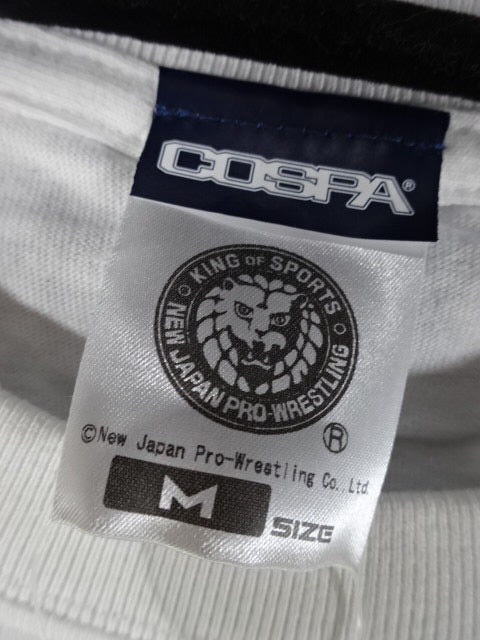 COSPA®
KING OF SPORTS
NEW JAPAN PRO-WRESTLING
®
©New Japan Pro-Wrestling Co.,Ltd.
M
SIZE